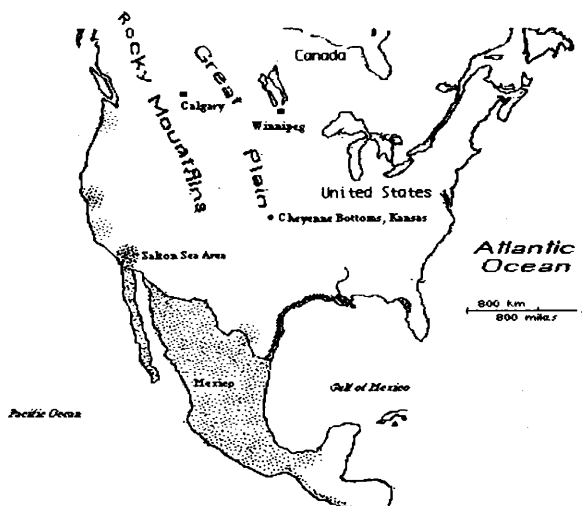 Rocky Mountains
Great Plain
Canada
Calgary
Winnipeg
United States
Cheyenne Bottoms, Kansas
Salton Sea Area
Atlantic
Ocean
800 km
800 miles
Mexico
Gulf of Mexico
Pacific Ocean